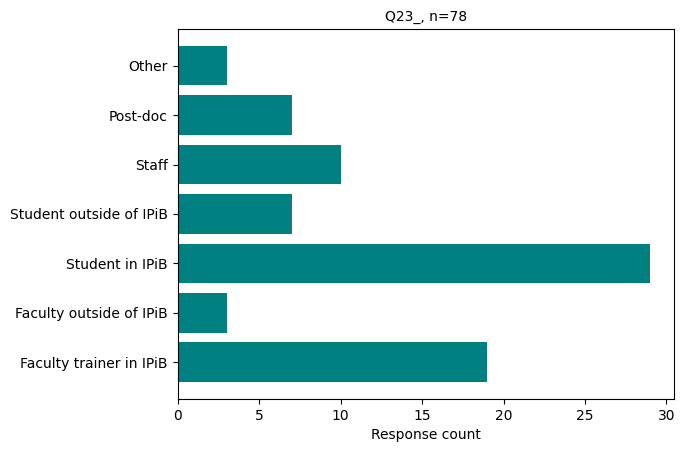 Q23_, n=78
Other
Post-doc
Staff
Student outside of IPiB
Student in IPiB
Faculty outside of IPiB
Faculty trainer in IPiB
0 5 10 15 20 25 30
Response count